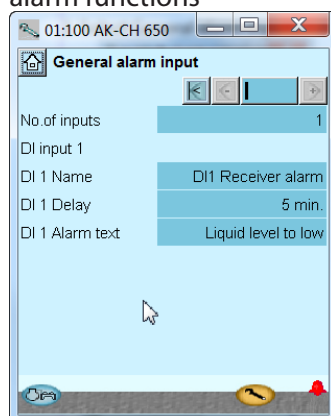 alarm functions
01:100 AK-CH 650
General alarm input
No.of inputs 1
DI input 1
DI 1 Name DI1 Receiver alarm
DI 1 Delay 5 min.
DI 1 Alarm text Liquid level to low